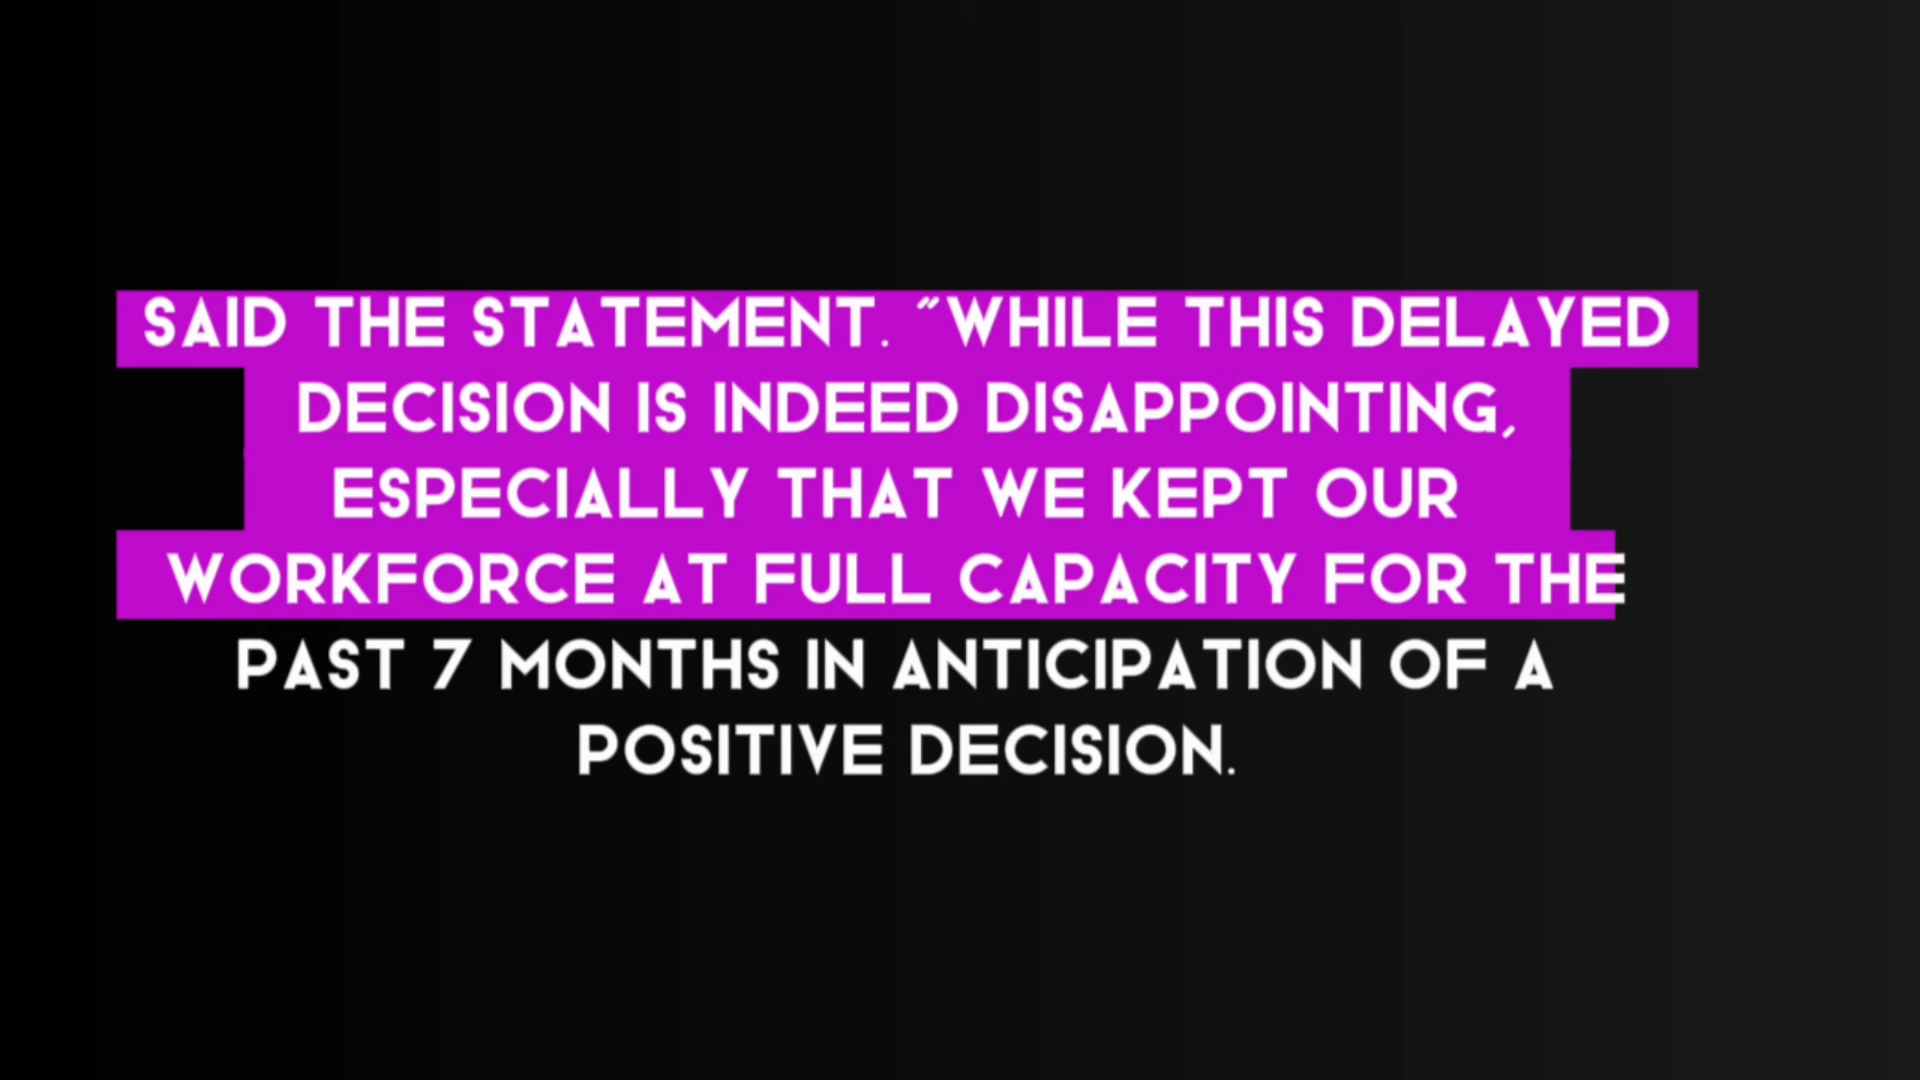 SAID THE STATEMENT. "WHILE THIS DELAYED
DECISION IS INDEED DISAPPOINTING,
ESPECIALLY THAT WE KEPT OUR
WORKFORCE AT FULL CAPACITY FOR THE
PAST 7 MONTHS IN ANTICIPATION OF A
POSITIVE DECISION.